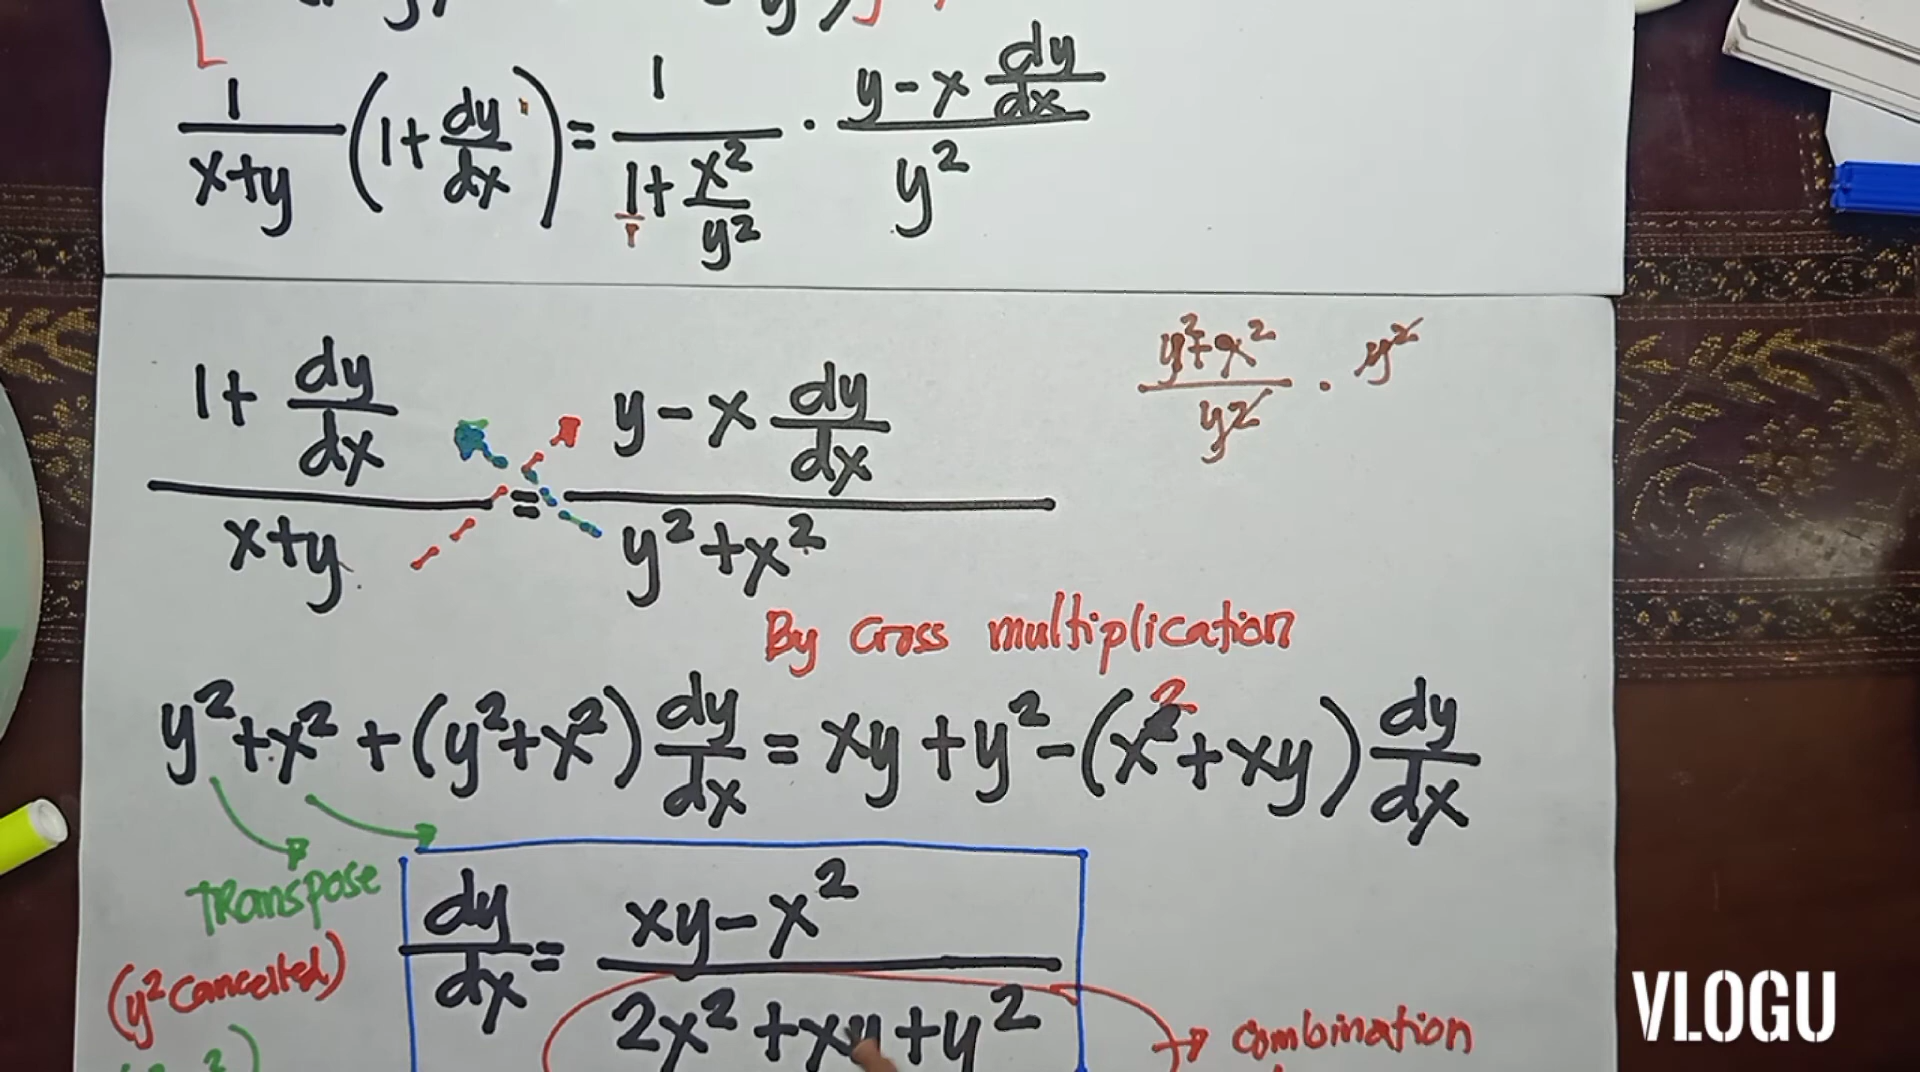 1/(x+y) (1 + dy/dx) = 1/(1 + x²/y²) · (y - x dy/dx)/y²
(1 + dy/dx)/(x+y) = (y - x dy/dx)/(y² + x²)
(y² + x²)/y² · y²
By cross multiplication
y² + x² + (y² + x²) dy/dx = xy + y² - (x² + xy) dy/dx
Transpose
(y² cancelled)
dy/dx = (xy - x²)/(2x² + xy + y²)
combination
VLOGU